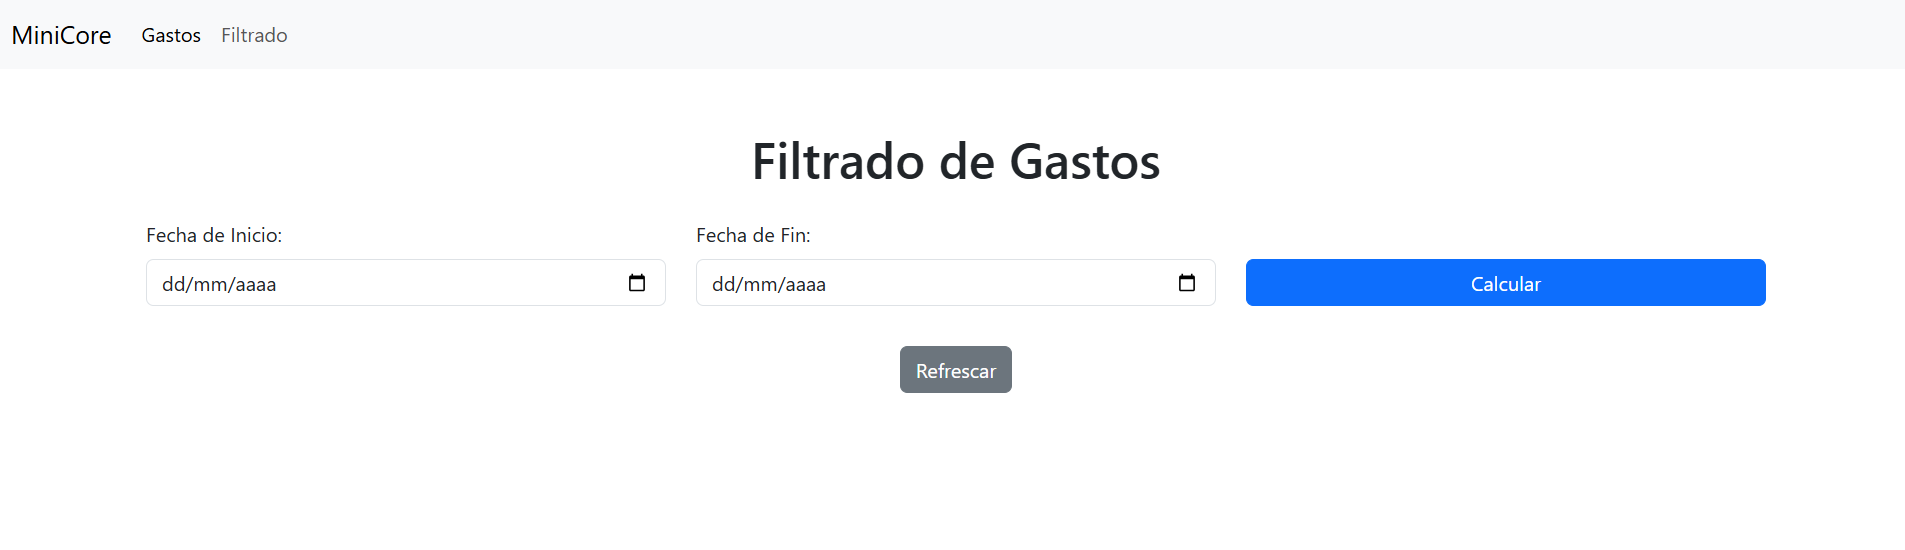 MiniCore Gastos Filtrado
Filtrado de Gastos
Fecha de Inicio: Fecha de Fin:
dd/mm/aaaa dd/mm/aaaa Calcular
Refrescar